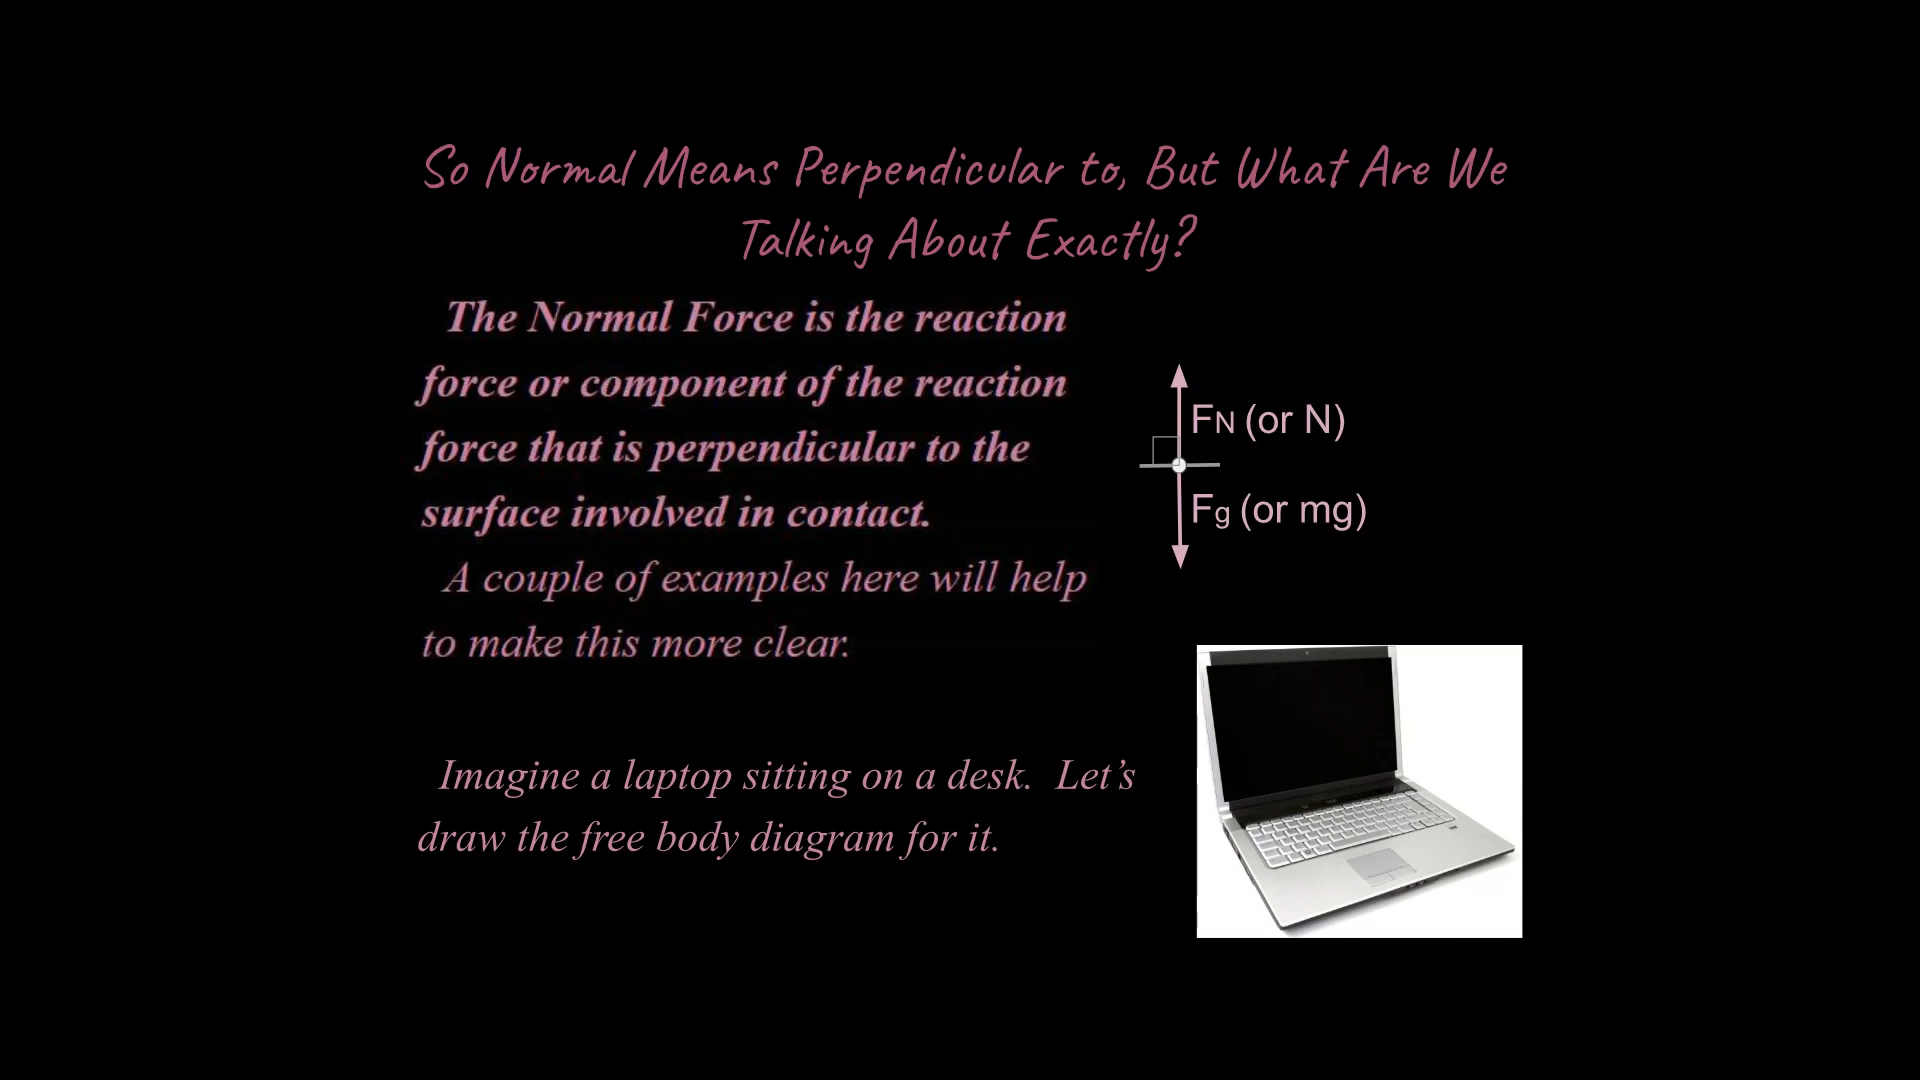 So Normal Means Perpendicular to, But What Are We
Talking About Exactly?
The Normal Force is the reaction
force or component of the reaction
force that is perpendicular to the
surface involved in contact.
A couple of examples here will help
to make this more clear.
FN (or N)
Fg (or mg)
Imagine a laptop sitting on a desk. Let’s
draw the free body diagram for it.